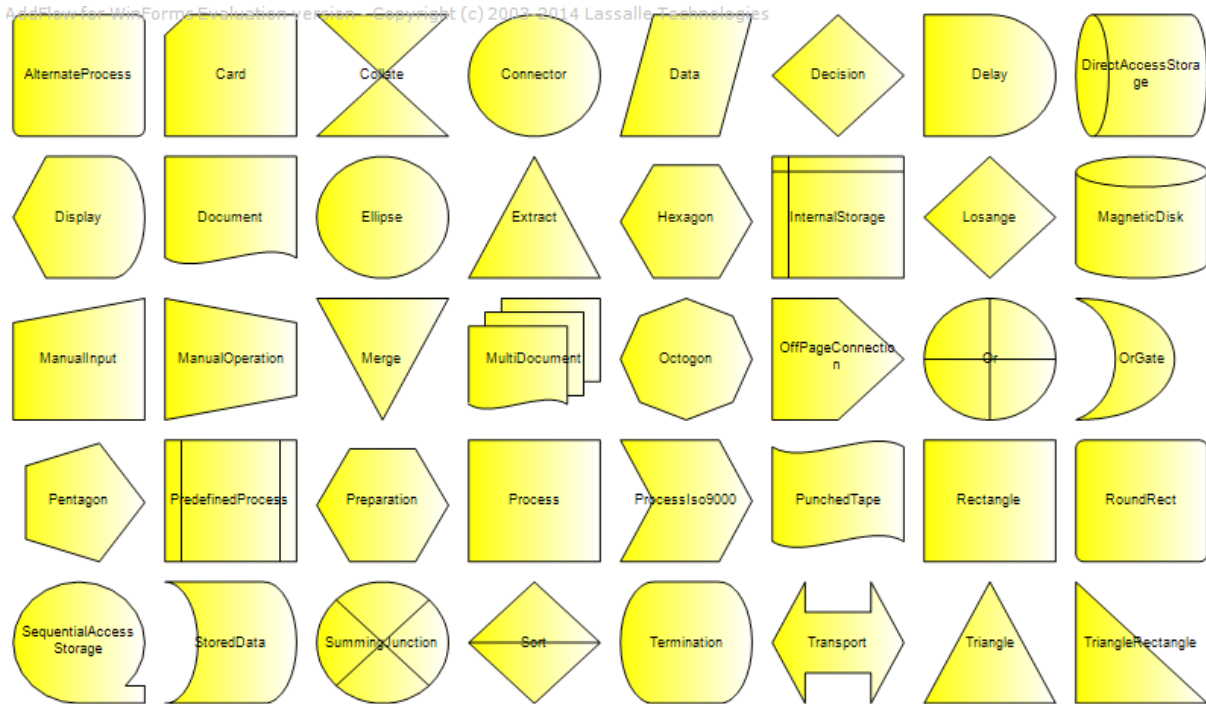 AddFlow for WinForms Evaluation version - Copyright (c) 2003-2014 Lassalle Technologies
AlternateProcess
Card
Collate
Connector
Data
Decision
Delay
DirectAccessStora
ge
Display
Document
Ellipse
Extract
Hexagon
InternalStorage
Losange
MagneticDisk
ManualInput
ManualOperation
Merge
MultiDocument
Octogon
OffPageConnectio
n
Or
OrGate
Pentagon
PredefinedProcess
Preparation
Process
ProcessIso9000
PunchedTape
Rectangle
RoundRect
SequentialAccess
Storage
StoredData
SummingJunction
Sort
Termination
Transport
Triangle
TriangleRectangle